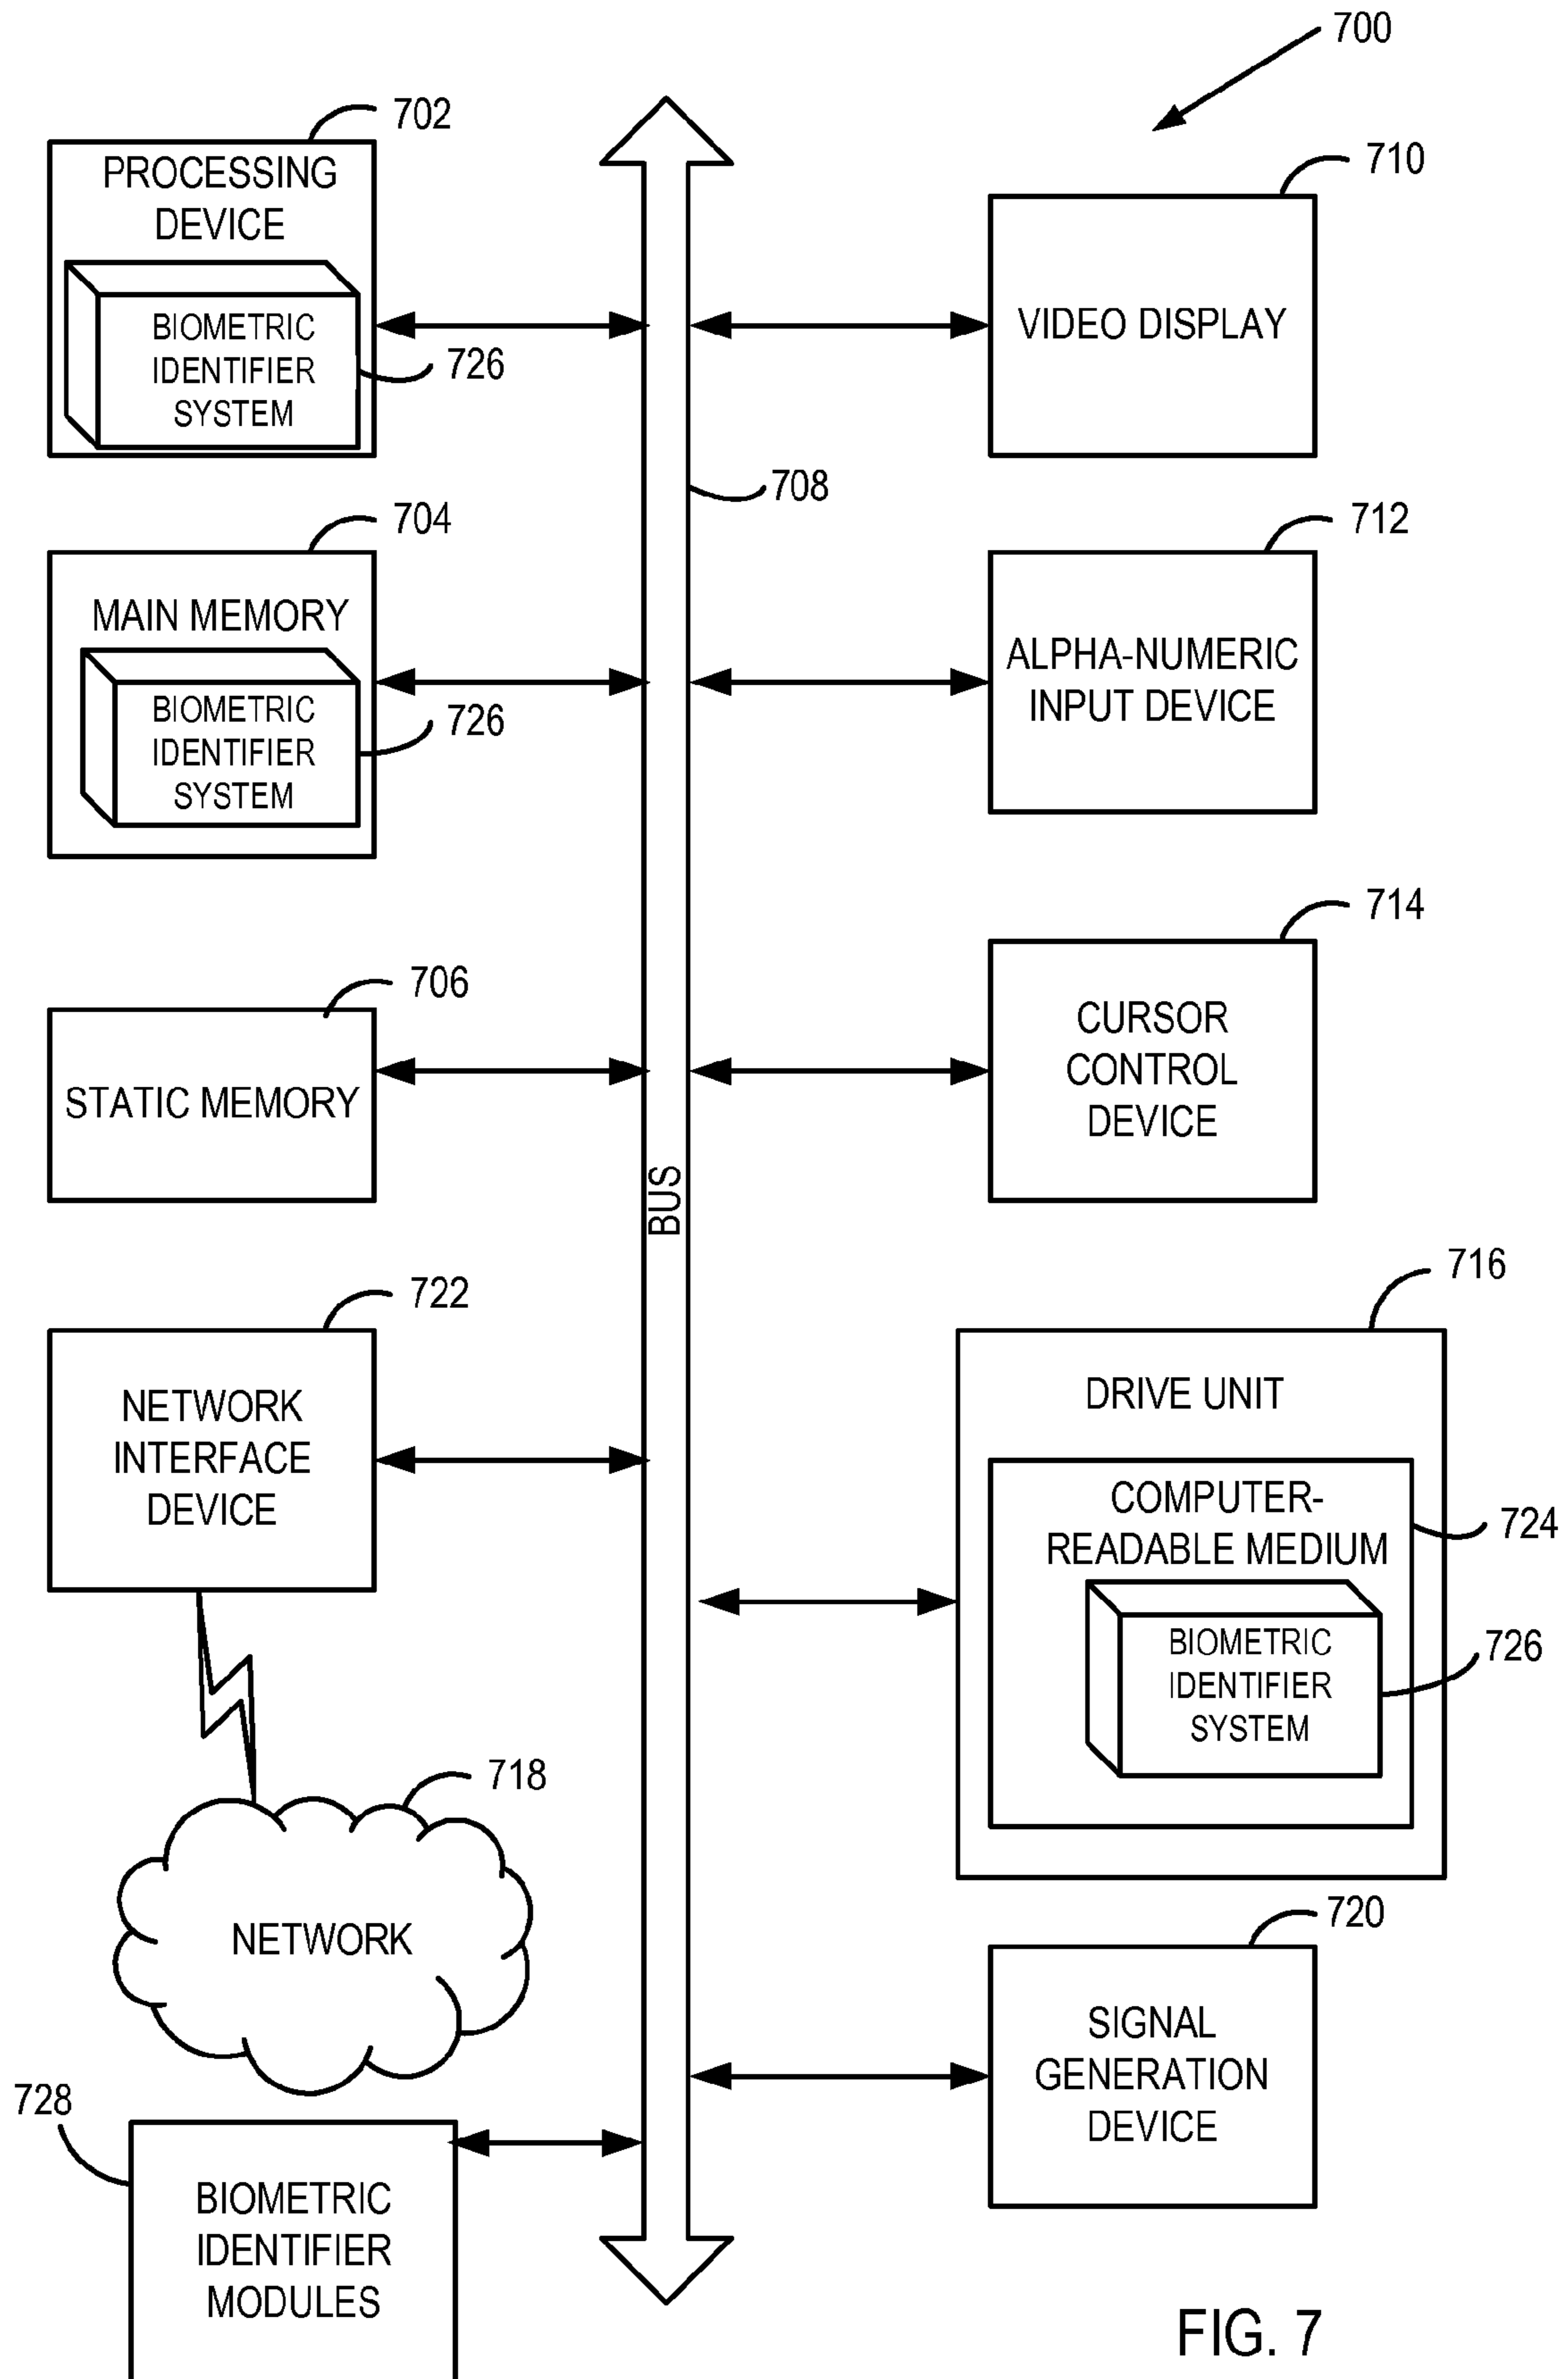 700
702
PROCESSING
DEVICE
BIOMETRIC
IDENTIFIER
SYSTEM
726
710
VIDEO DISPLAY
708
704
MAIN MEMORY
BIOMETRIC
IDENTIFIER
SYSTEM
726
712
ALPHA-NUMERIC
INPUT DEVICE
706
STATIC MEMORY
714
CURSOR
CONTROL
DEVICE
BUS
722
NETWORK
INTERFACE
DEVICE
716
DRIVE UNIT
COMPUTER-
READABLE MEDIUM
724
BIOMETRIC
IDENTIFIER
SYSTEM
726
718
NETWORK
720
SIGNAL
GENERATION
DEVICE
728
BIOMETRIC
IDENTIFIER
MODULES
FIG. 7